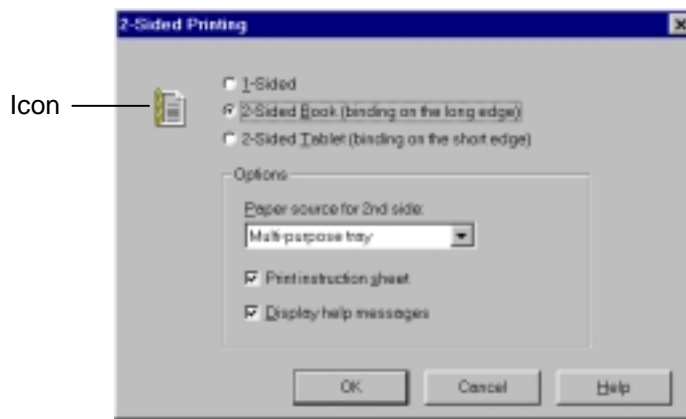 2-Sided Printing
Icon
1-Sided
2-Sided Book (binding on the long edge)
2-Sided Tablet (binding on the short edge)
Options
Paper source for 2nd side:
Multi-purpose tray
Print instruction sheet
Display help messages
OK
Cancel
Help